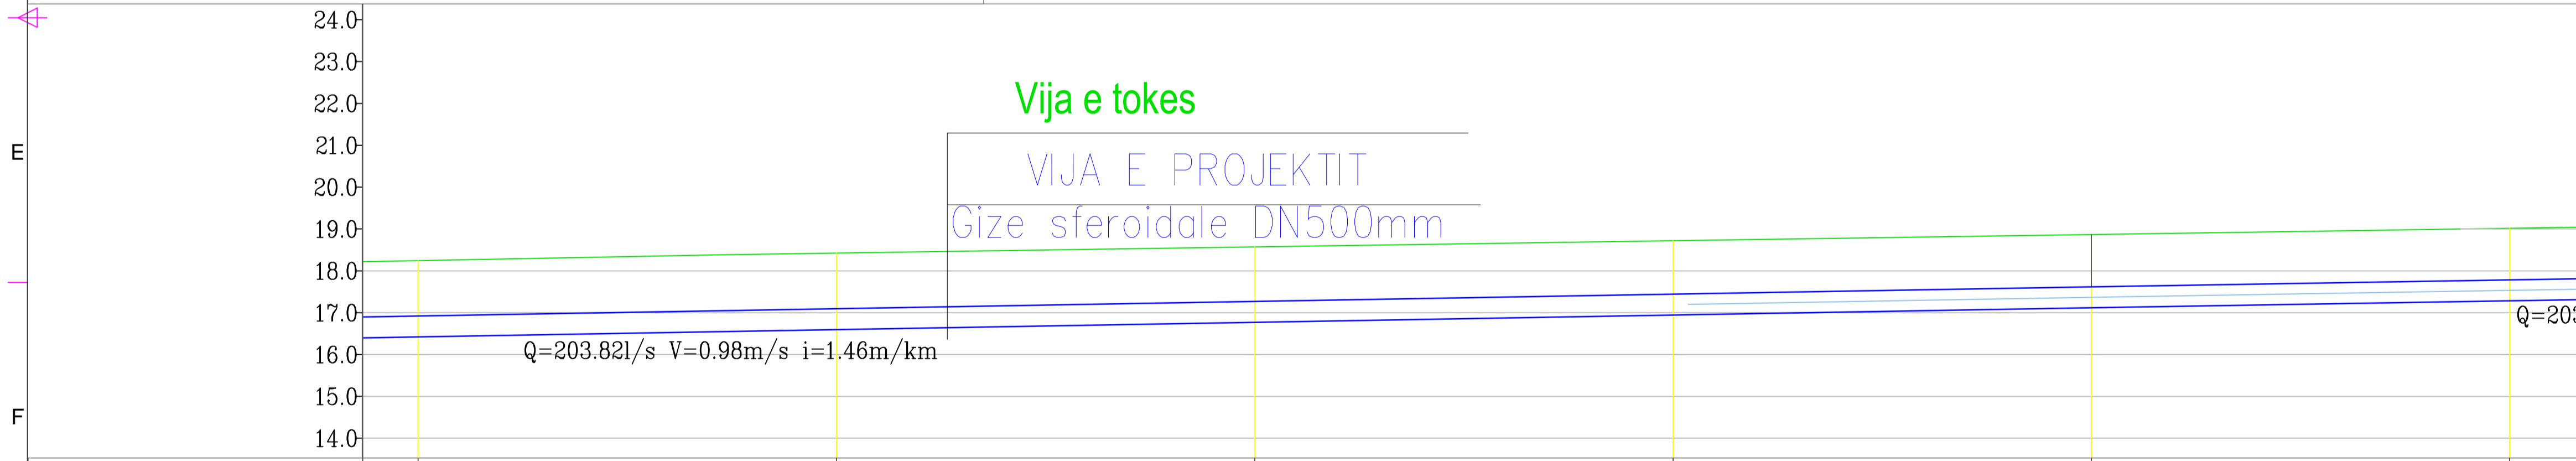 24.0
23.0
Vija e tokes
22.0
E
21.0
VIJA E PROJEKTIT
20.0
Gize sferoidale DN500mm
19.0
18.0
17.0
Q=203
16.0
Q=203.82l/s V=0.98m/s i=1.46m/km
15.0
F
14.0